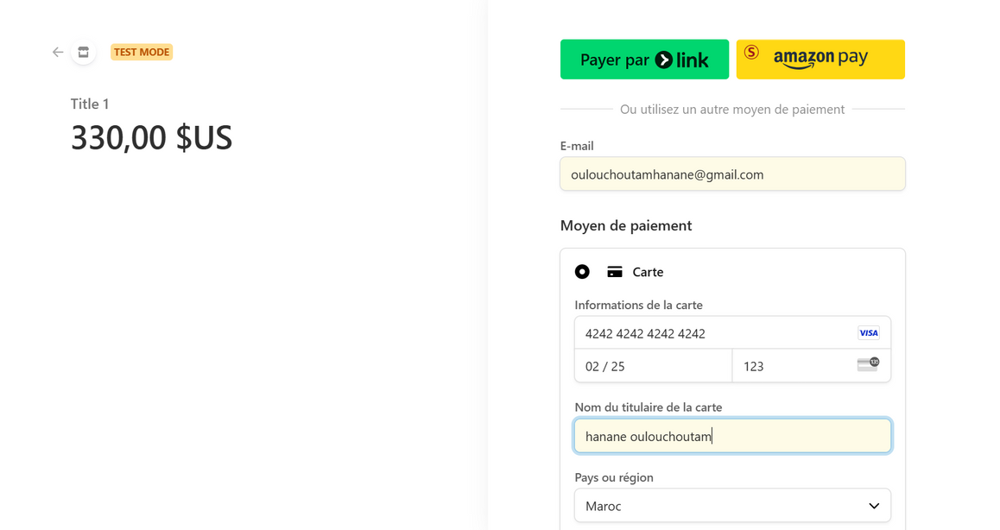 TEST MODE
Title 1
330,00 $US
Payer par link
S amazon pay
Ou utilisez un autre moyen de paiement
E-mail
oulouchoutamhanane@gmail.com
Moyen de paiement
Carte
Informations de la carte
4242 4242 4242 4242 VISA
02 / 25 123 135
Nom du titulaire de la carte
hanane oulouchoutam
Pays ou région
Maroc